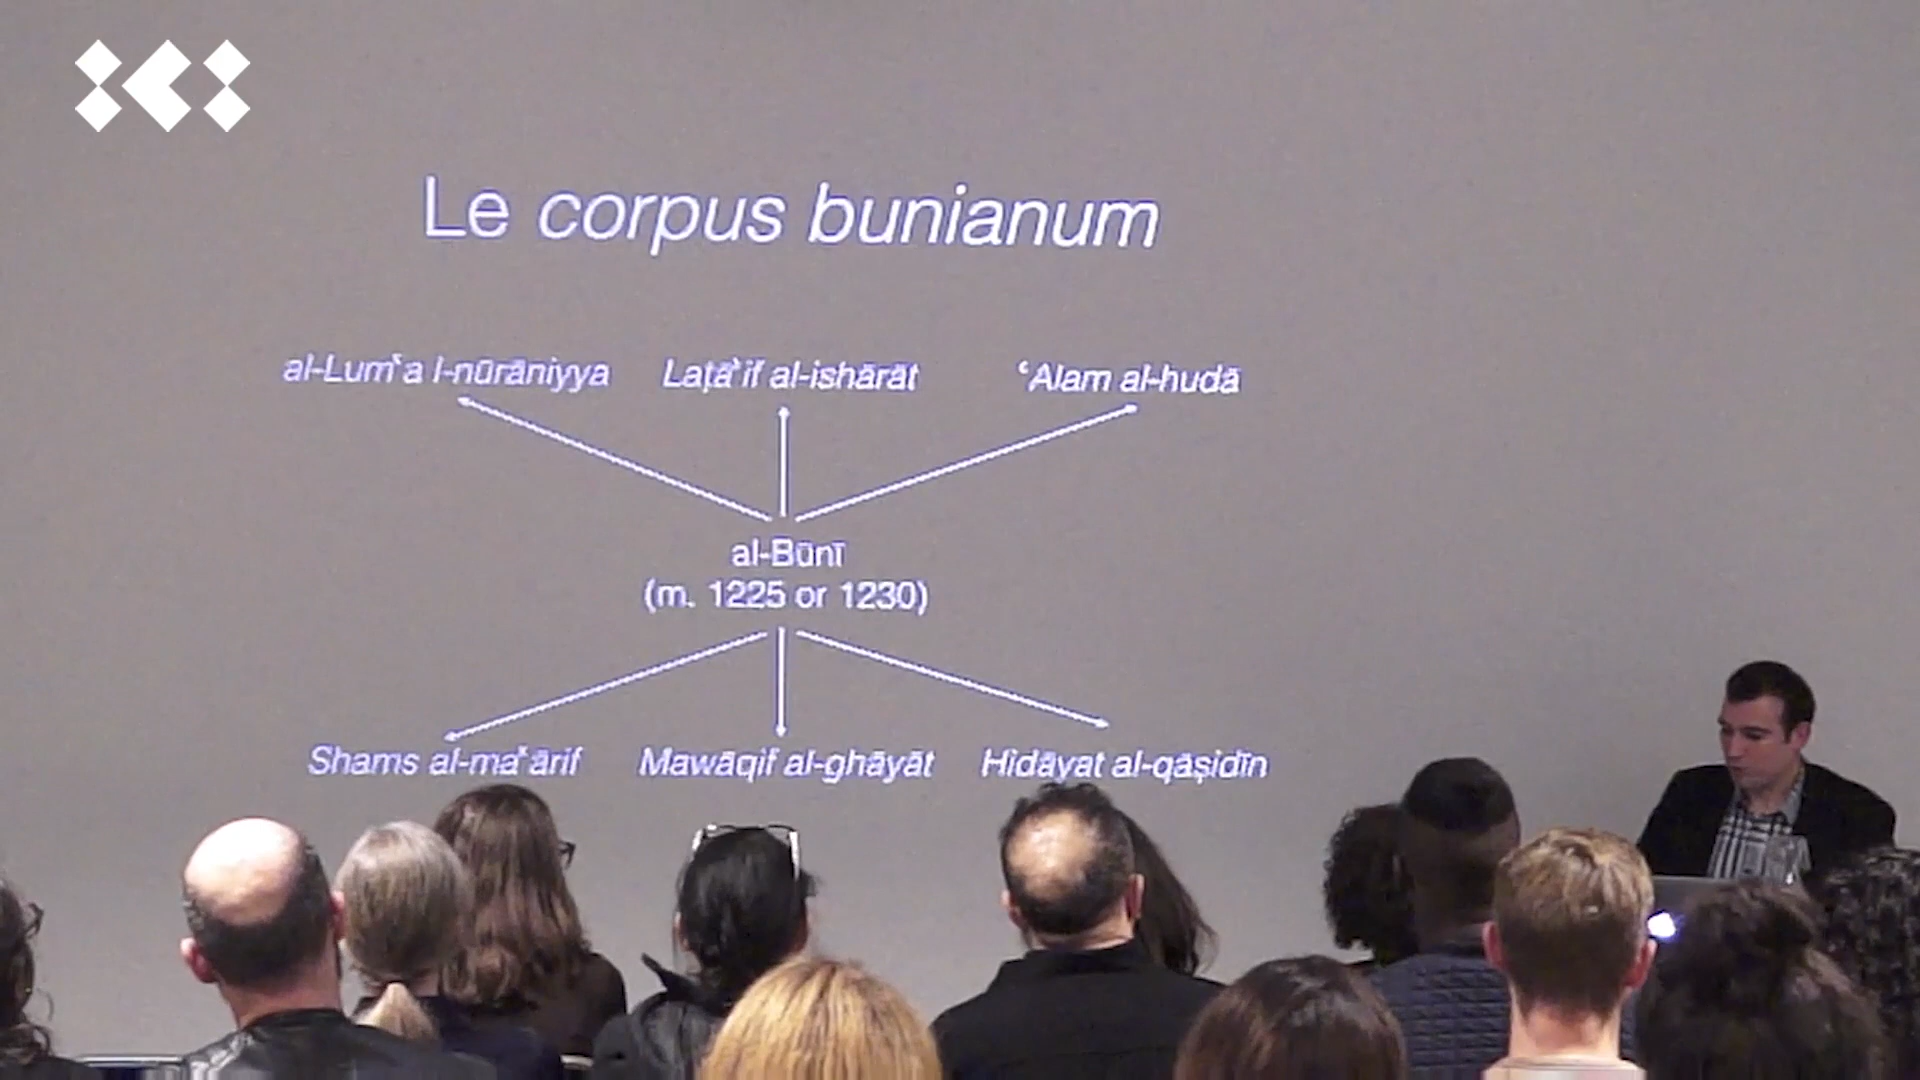 Le corpus bunianum
al-Lumʿa l-nūrāniyya
Laṭāʾif al-ishārāt
ʿAlam al-hudā
al-Būnī
(m. 1225 or 1230)
Shams al-maʿārif
Mawāqif al-ghāyāt
Hidāyat al-qāṣidīn